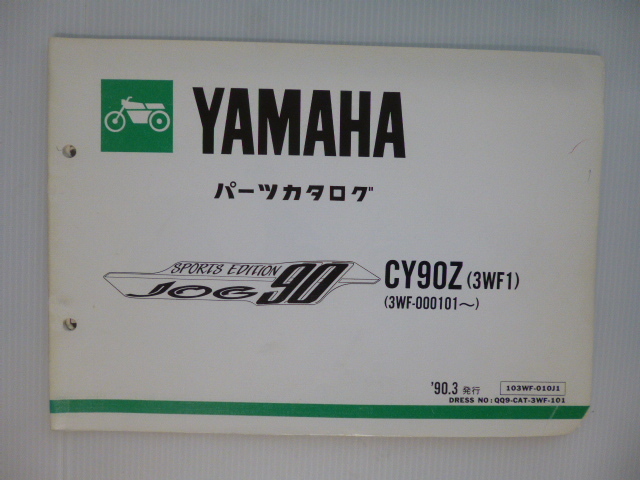 YAMAHA
パーツカタログ
SPORTS EDITION
JOG 90
CY90Z (3WF1)
(3WF-000101～)
'90.3 発行
103WF-010J1
DRESS NO : QQ9-CAT-3WF-101